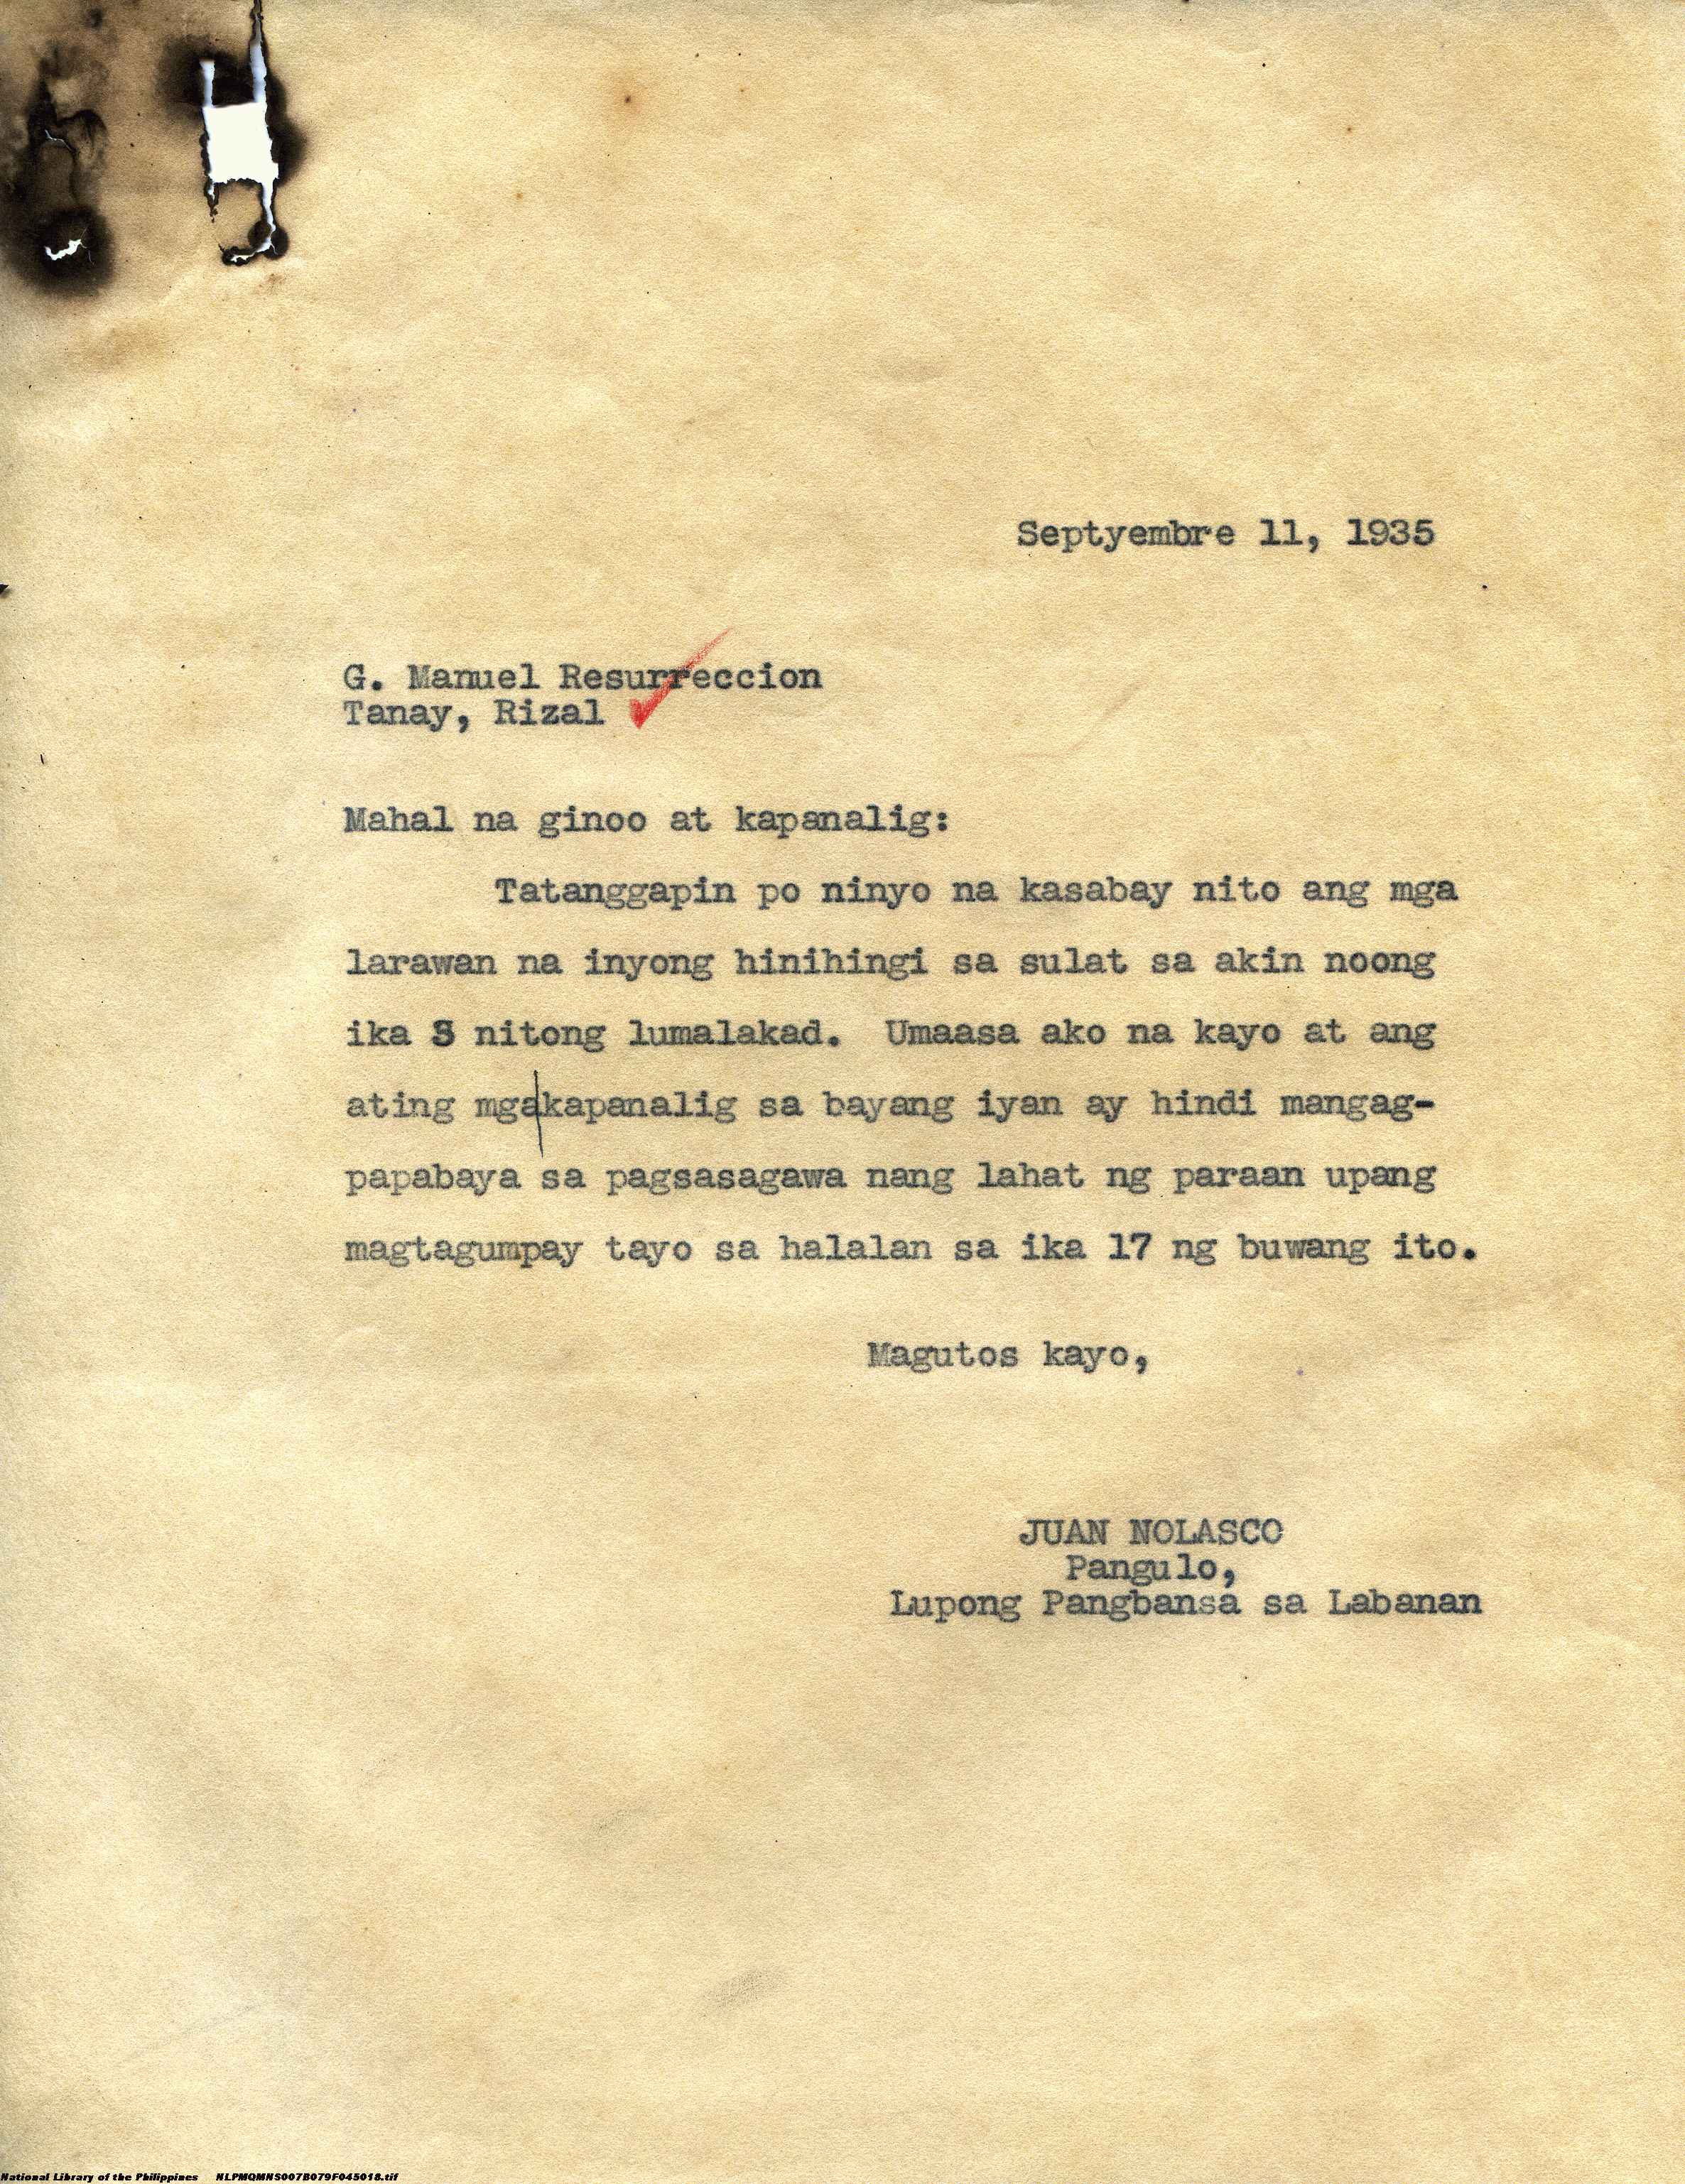 Septyembre 11, 1935
G. Manuel Resurreccion
Tanay, Rizal
Mahal na ginoo at kapanalig:
Tatanggapin po ninyo na kasabay nito ang mga
larawan na inyong hinihingi sa sulat sa akin noong
ika nitong lumalakad. Umaasa ako na kayo at ang
ating mga|kapanalig sa bayang iyan ay hindi mangag-
papabaya sa pagsasagawa nang lahat ng paraan upang
magtagumpay tayo sa halalan sa ika 17 ng buwang ito.
Magutos kayo,
JUAN NOLASCO
Pangulo,
Lupong Pangbansa sa Labanan
National Library of the Philippines NLPMQMNS007B079F045018.tif